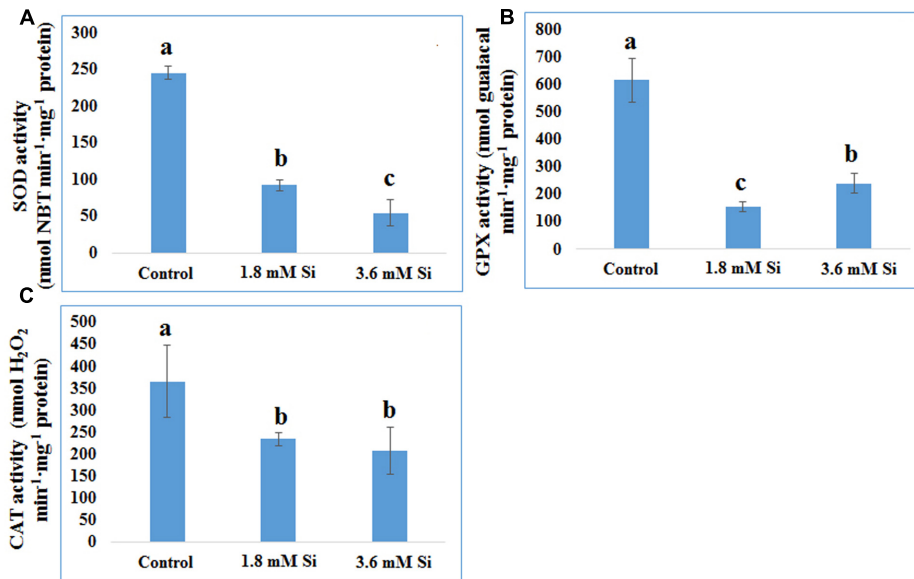 A
SOD activity
(nmol NBT min⁻¹·mg⁻¹ protein)
300
250
200
150
100
50
0
a
b
c
Control
1.8 mM Si
3.6 mM Si
B
GPX activity (nmol guaiacal
min⁻¹·mg⁻¹ protein)
800
700
600
500
400
300
200
100
0
a
c
b
Control
1.8 mM Si
3.6 mM Si
C
CAT activity (nmol H₂O₂
min⁻¹·mg⁻¹ protein)
500
450
400
350
300
250
200
150
100
50
0
a
b
b
Control
1.8 mM Si
3.6 mM Si